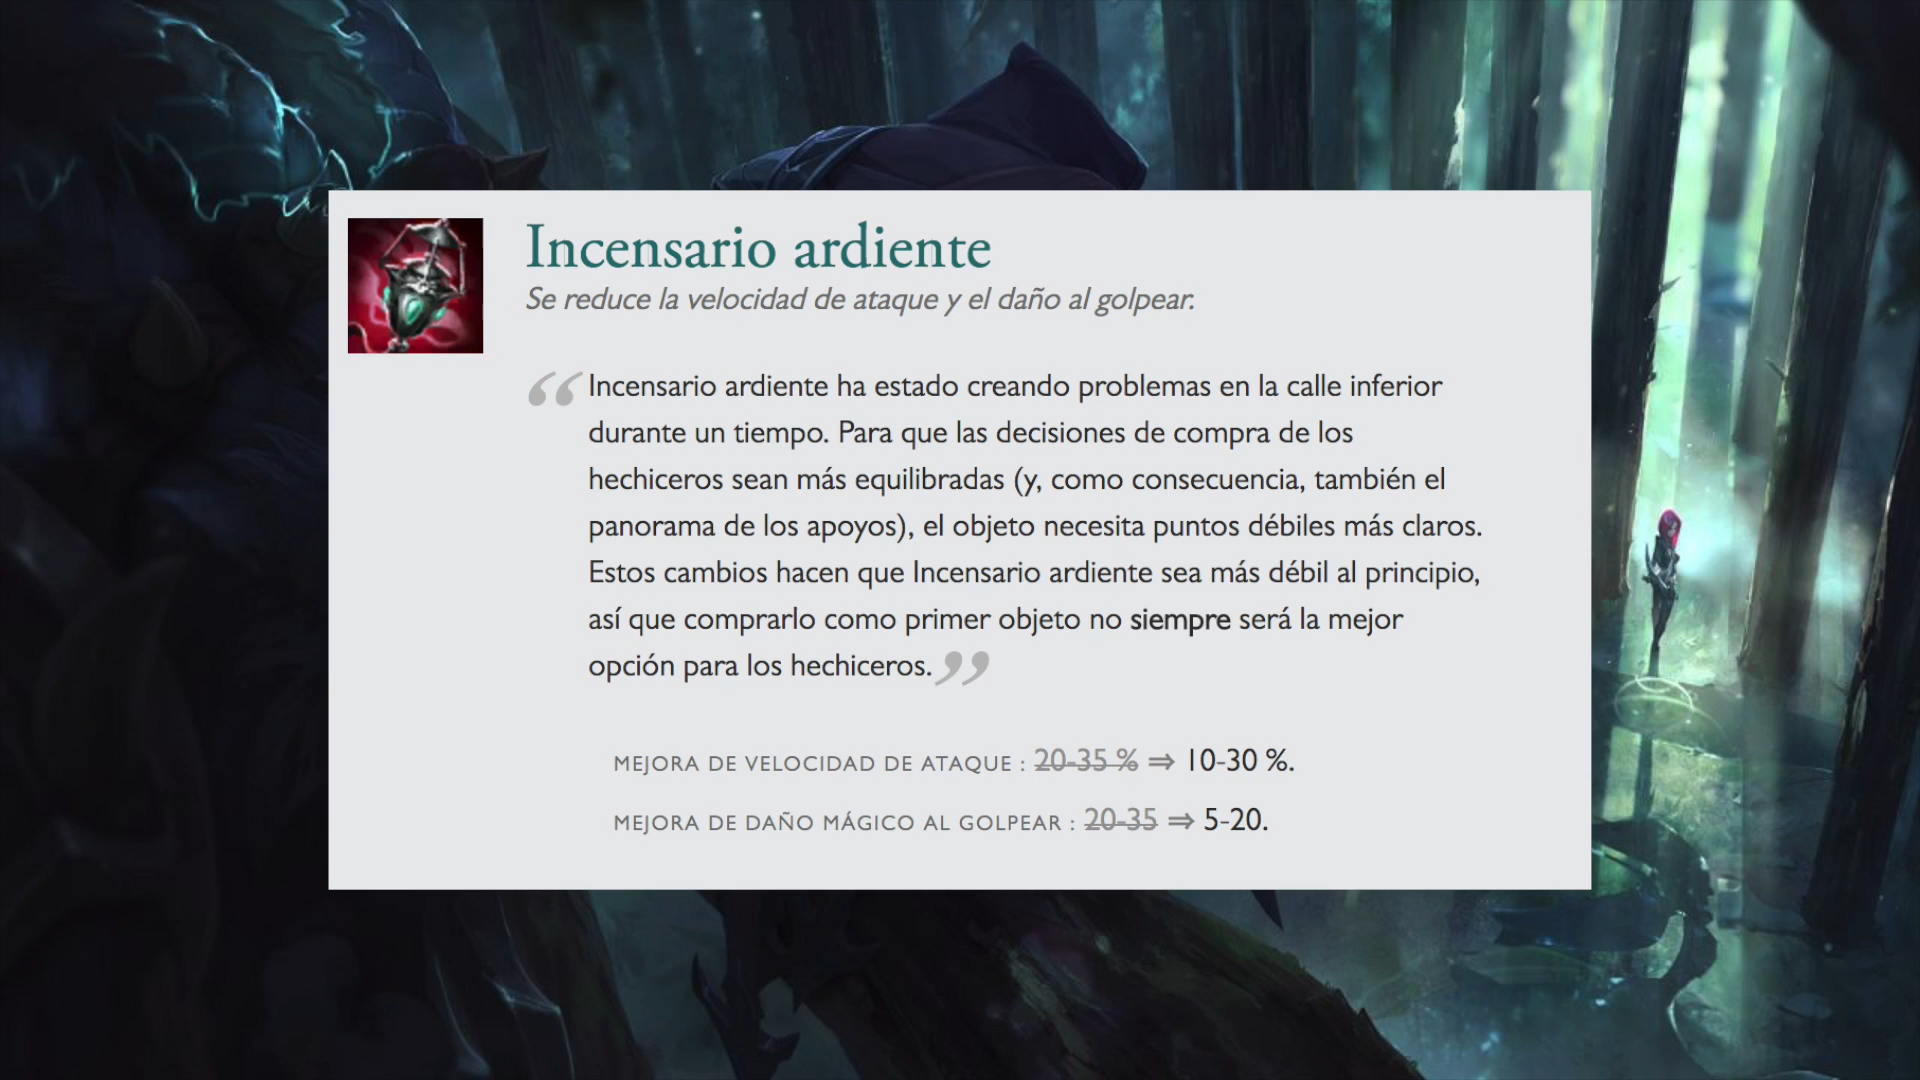 Incensario ardiente
Se reduce la velocidad de ataque y el daño al golpear.
“Incensario ardiente ha estado creando problemas en la calle inferior
durante un tiempo. Para que las decisiones de compra de los
hechiceros sean más equilibradas (y, como consecuencia, también el
panorama de los apoyos), el objeto necesita puntos débiles más claros.
Estos cambios hacen que Incensario ardiente sea más débil al principio,
así que comprarlo como primer objeto no siempre será la mejor
opción para los hechiceros.”
MEJORA DE VELOCIDAD DE ATAQUE : 20-35 % ⇒ 10-30 %.
MEJORA DE DAÑO MÁGICO AL GOLPEAR : 20-35 ⇒ 5-20.